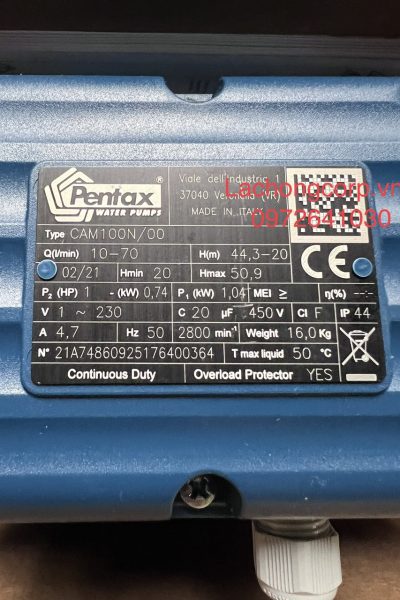 Pentax ®
WATER PUMPS
Viale dell'industria 1
37040 Veronella (VR)
MADE IN ITALY
Lachongcorp.vn
0972641030
Type CAM100N/00
Q(l/min) 10-70 H(m) 44,3-20
02/21 Hmin 20 Hmax 50,9
CE
P₂ (HP) 1 - (kW) 0,74 P₁ (kW) 1,04 MEI ≥ η(%) --.-
V 1 ~ 230 C 20 µF 450 V Cl F IP 44
A 4,7 Hz 50 2800 min⁻¹ Weight 16,0 Kg
N° 21A74860925176400364 T max liquid 50 °C
Continuous Duty Overload Protector YES